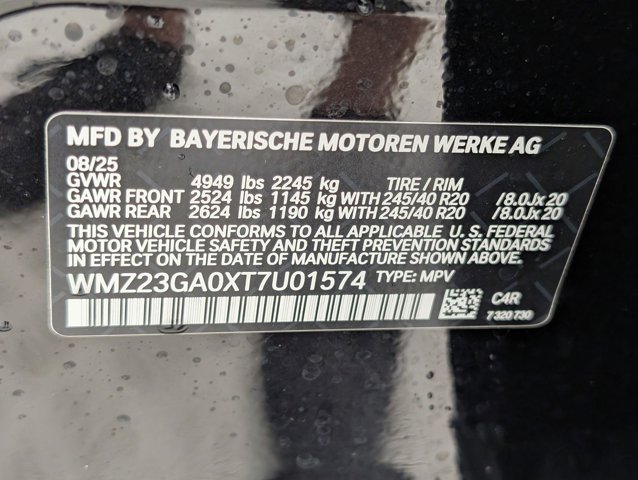 MFD BY BAYERISCHE MOTOREN WERKE AG
08/25
GVWR 4949 lbs 2245 kg TIRE / RIM
GAWR FRONT 2524 lbs 1145 kg WITH 245/40 R20 /8.0Jx20
GAWR REAR 2624 lbs 1190 kg WITH 245/40 R20 /8.0Jx20
THIS VEHICLE CONFORMS TO ALL APPLICABLE U. S. FEDERAL
MOTOR VEHICLE SAFETY AND THEFT PREVENTION STANDARDS
IN EFFECT ON THE DATE OF MANUFACTURE SHOWN ABOVE.
WMZ23GA0XT7U01574 TYPE: MPV
C4R
7 320 730